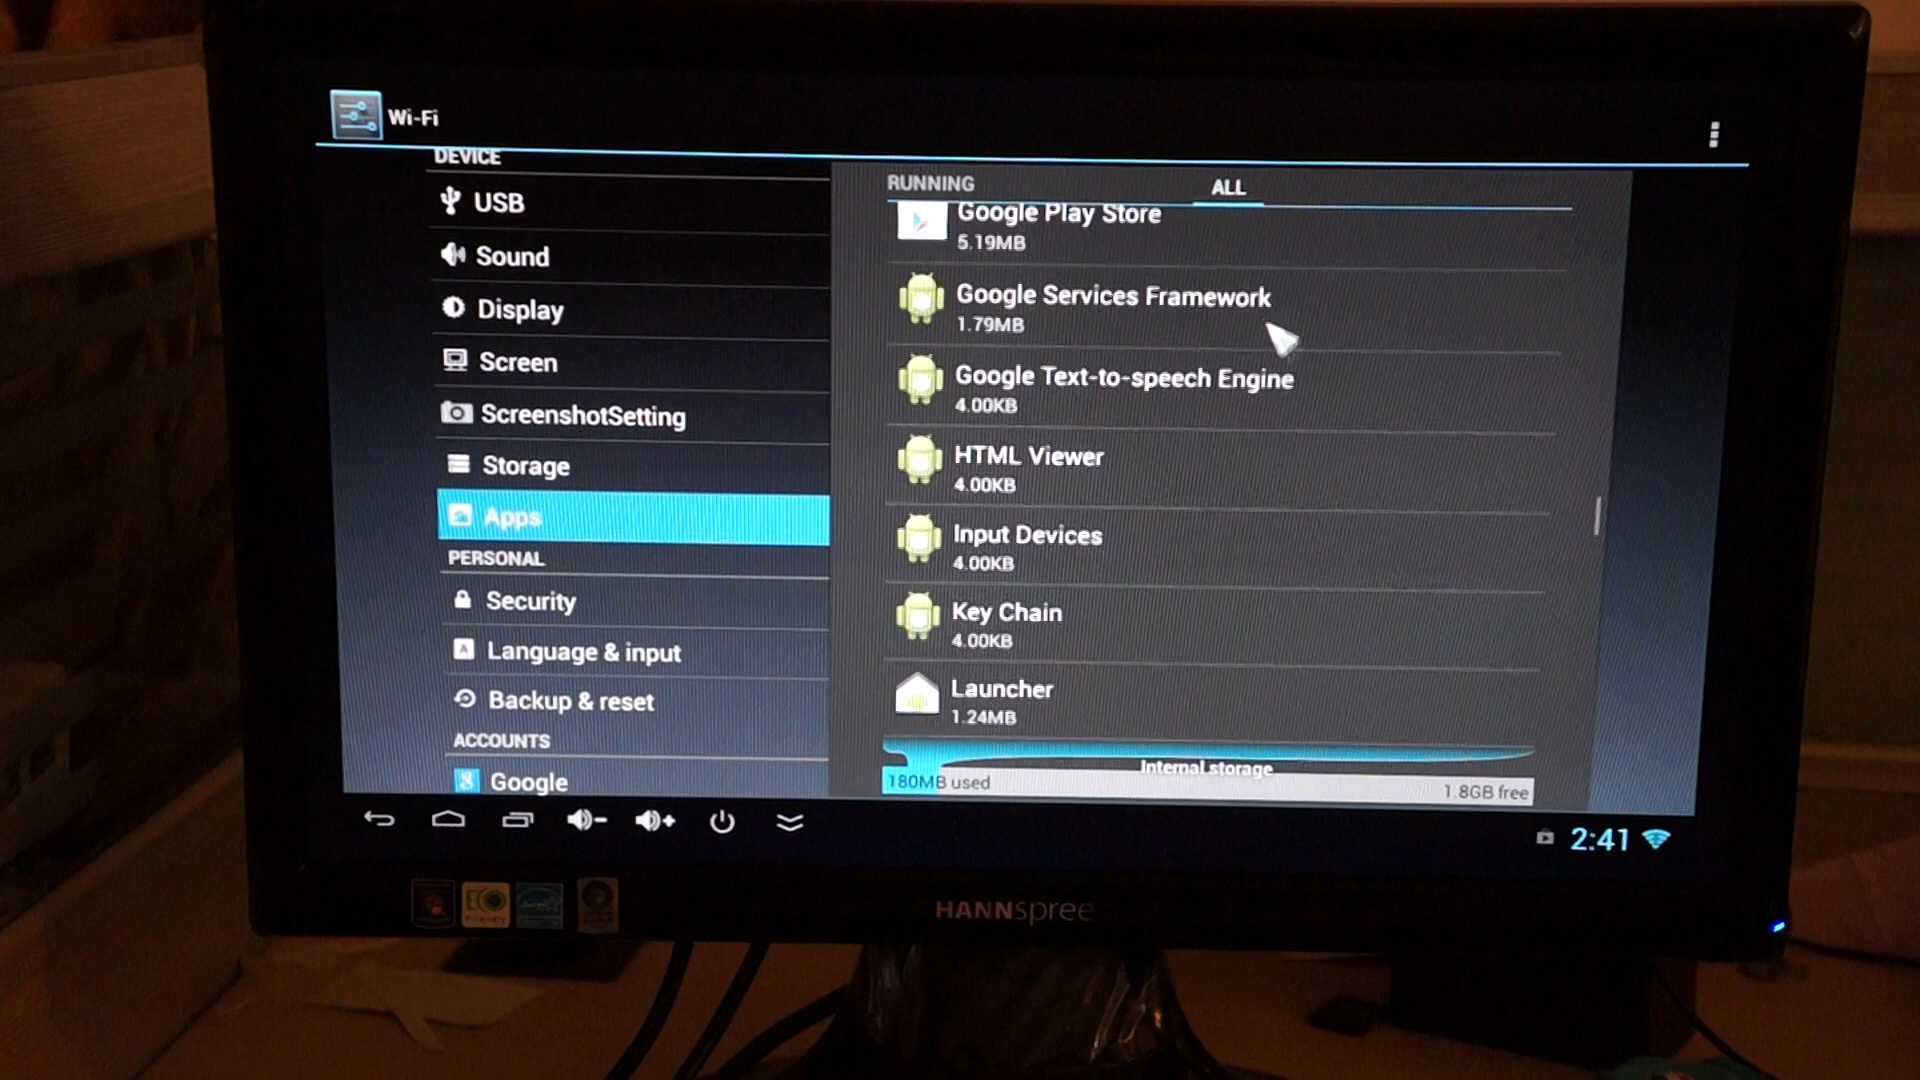 Wi-Fi
DEVICE
USB
Sound
Display
Screen
ScreenshotSetting
Storage
Apps
PERSONAL
Security
Language & input
Backup & reset
ACCOUNTS
Google
RUNNING
ALL
Google Play Store
5.19MB
Google Services Framework
1.79MB
Google Text-to-speech Engine
4.00KB
HTML Viewer
4.00KB
Input Devices
4.00KB
Key Chain
4.00KB
Launcher
1.24MB
Internal storage
180MB used
1.8GB free
2:41
ECO
HANNspree